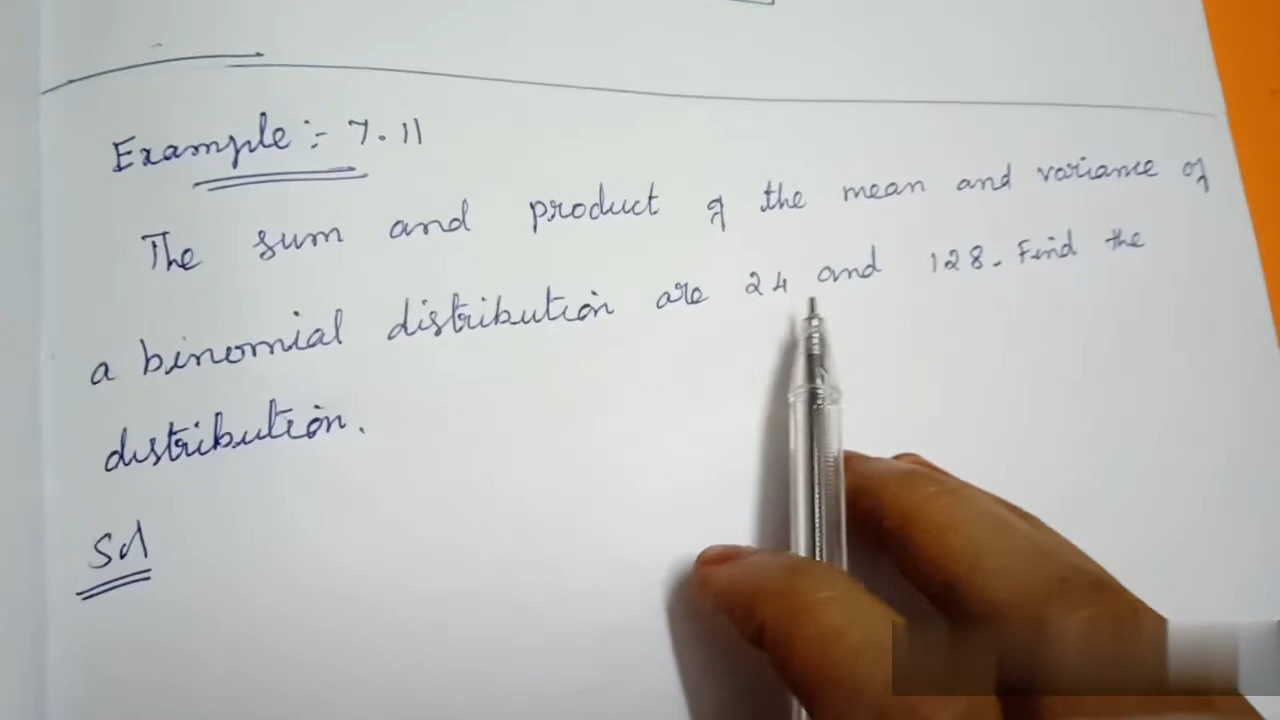 Example :- 7.11
The sum and product of the mean and variance of
a binomial distribution are 24 and 128. Find the
distribution.
Sol